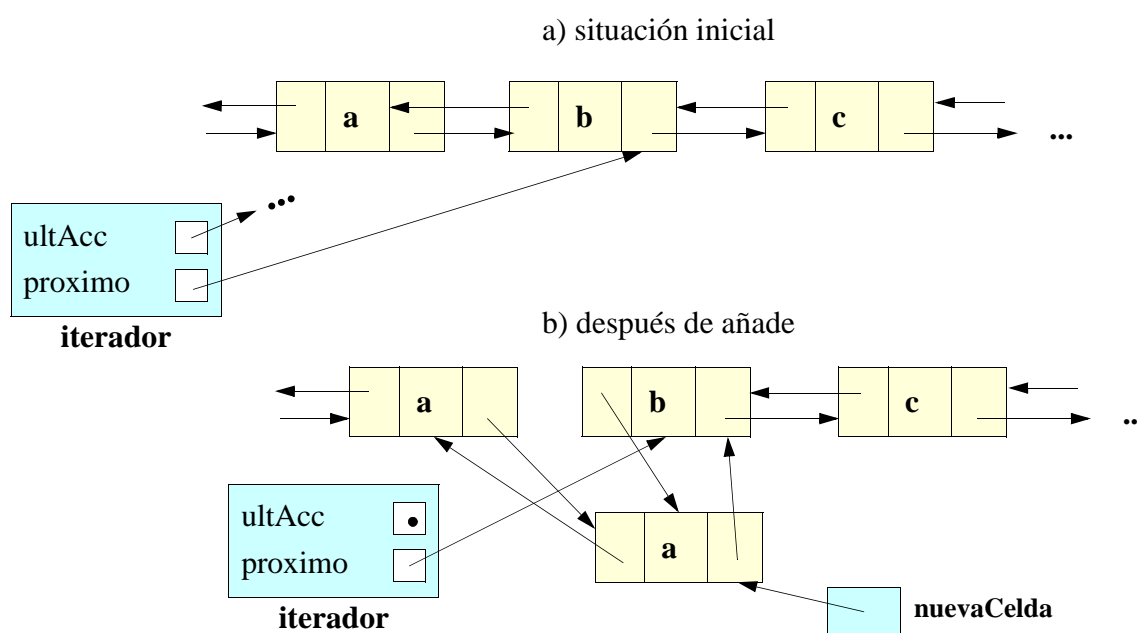 a) situación inicial
a b c ...
...
ultAcc
proximo
iterador
b) después de añade
a b c ..
ultAcc
proximo
a
iterador
nuevaCelda